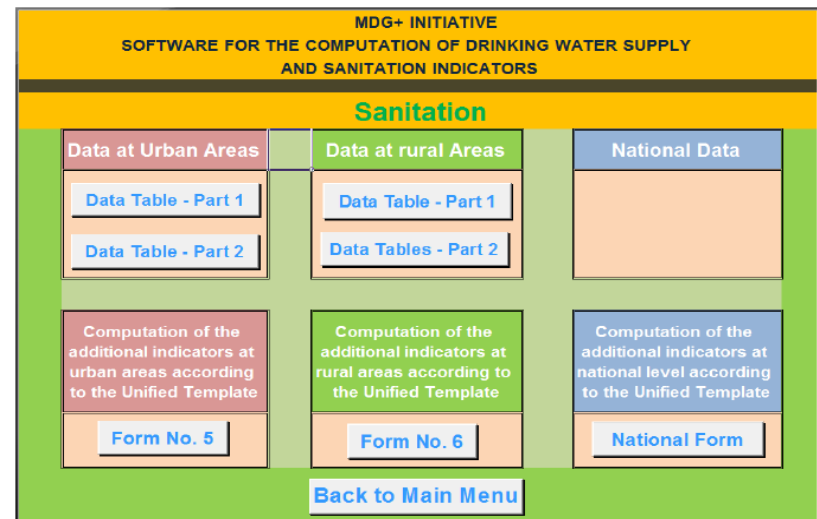 MDG+ INITIATIVE
SOFTWARE FOR THE COMPUTATION OF DRINKING WATER SUPPLY
AND SANITATION INDICATORS
Sanitation
Data at Urban Areas
Data Table - Part 1
Data Table - Part 2
Data at rural Areas
Data Table - Part 1
Data Tables - Part 2
National Data
Computation of the
additional indicators at
urban areas according
to the Unified Template
Form No. 5
Computation of the
additional indicators at
rural areas according to
the Unified Template
Form No. 6
Computation of the
additional indicators at
national level according
to the Unified Template
National Form
Back to Main Menu